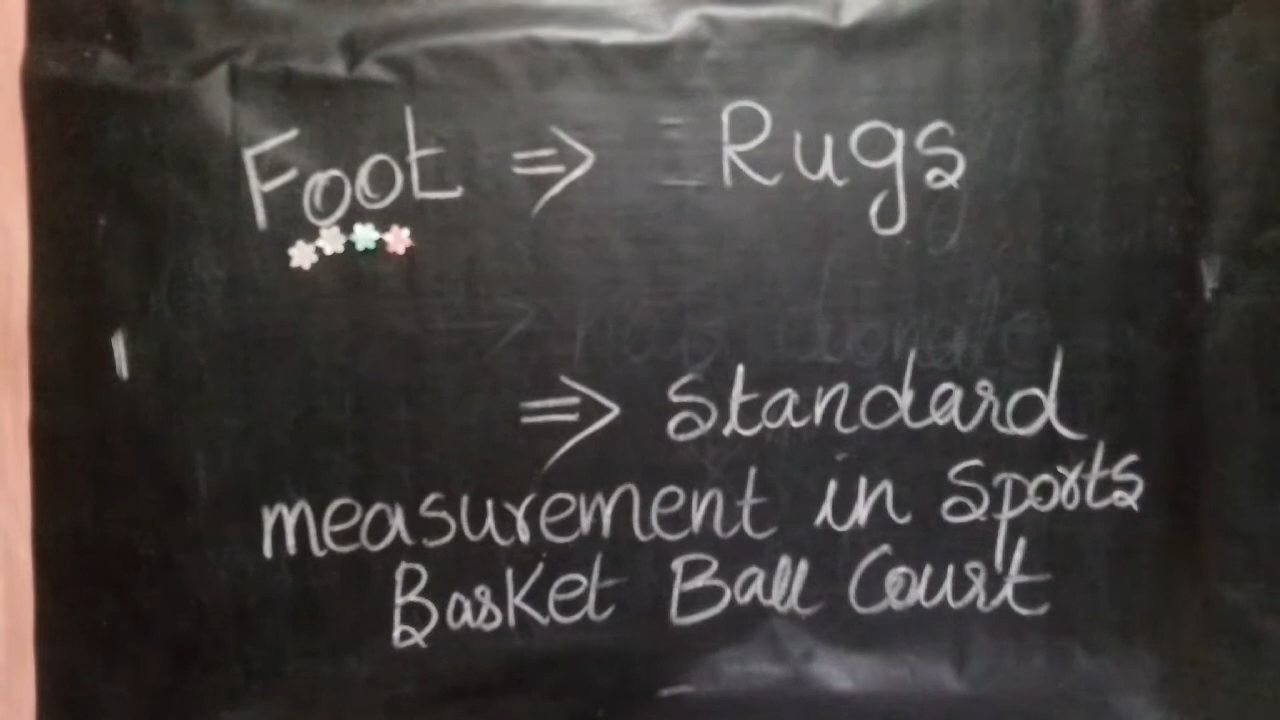 Foot ⇒ Rugs
⇒ Standard
measurement in sports
Basket Ball Court